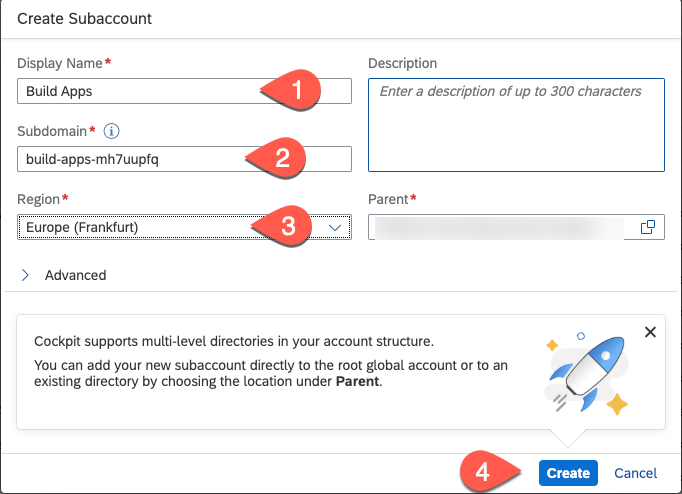 Create Subaccount
Display Name*
Description
Build Apps
1
Enter a description of up to 300 characters
Subdomain*
build-apps-mh7uupfq
2
Region*
Parent*
Europe (Frankfurt)
3
Advanced
Cockpit supports multi-level directories in your account structure.
You can add your new subaccount directly to the root global account or to an
existing directory by choosing the location under Parent.
4
Create
Cancel